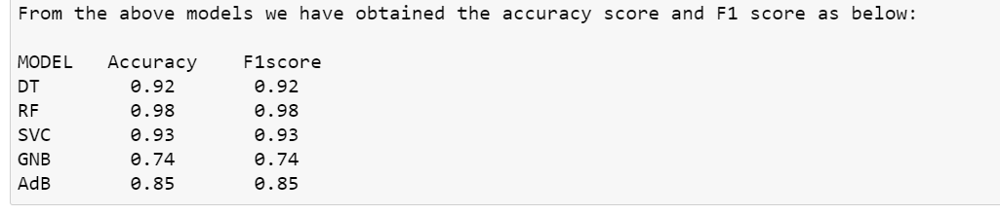 From the above models we have obtained the accuracy score and F1 score as below:
MODEL Accuracy F1score
DT 0.92 0.92
RF 0.98 0.98
SVC 0.93 0.93
GNB 0.74 0.74
AdB 0.85 0.85